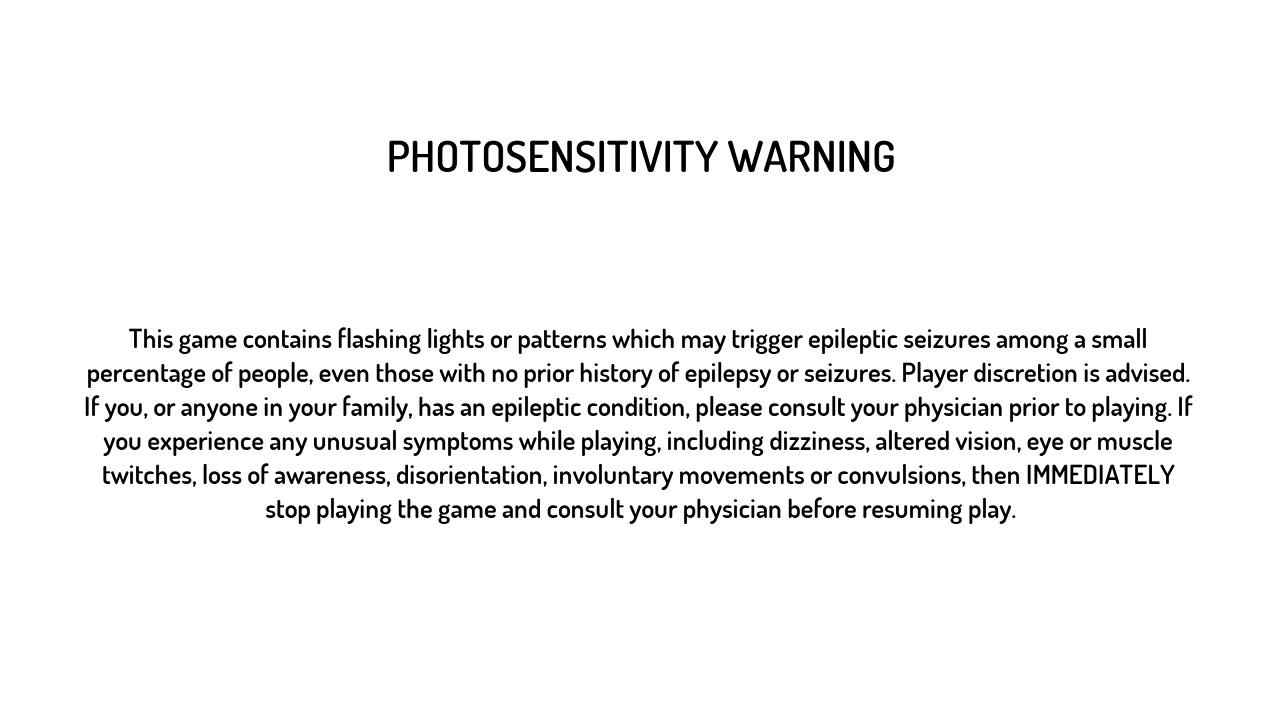 PHOTOSENSITIVITY WARNING
This game contains flashing lights or patterns which may trigger epileptic seizures among a small
percentage of people, even those with no prior history of epilepsy or seizures. Player discretion is advised.
If you, or anyone in your family, has an epileptic condition, please consult your physician prior to playing. If
you experience any unusual symptoms while playing, including dizziness, altered vision, eye or muscle
twitches, loss of awareness, disorientation, involuntary movements or convulsions, then IMMEDIATELY
stop playing the game and consult your physician before resuming play.